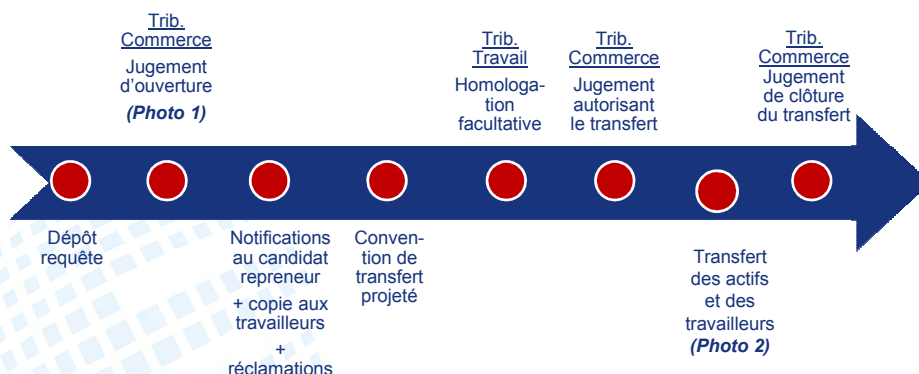 Trib.
Commerce
Jugement
d'ouverture
(Photo 1)
Trib.
Travail
Homologa-
tion
facultative
Trib.
Commerce
Jugement
autorisant
le transfert
Trib.
Commerce
Jugement
de clôture
du transfert
Dépôt
requête
Notifications
au candidat
repreneur
+ copie aux
travailleurs
+
réclamations
Conven-
tion de
transfert
projeté
Transfert
des actifs
et des
travailleurs
(Photo 2)